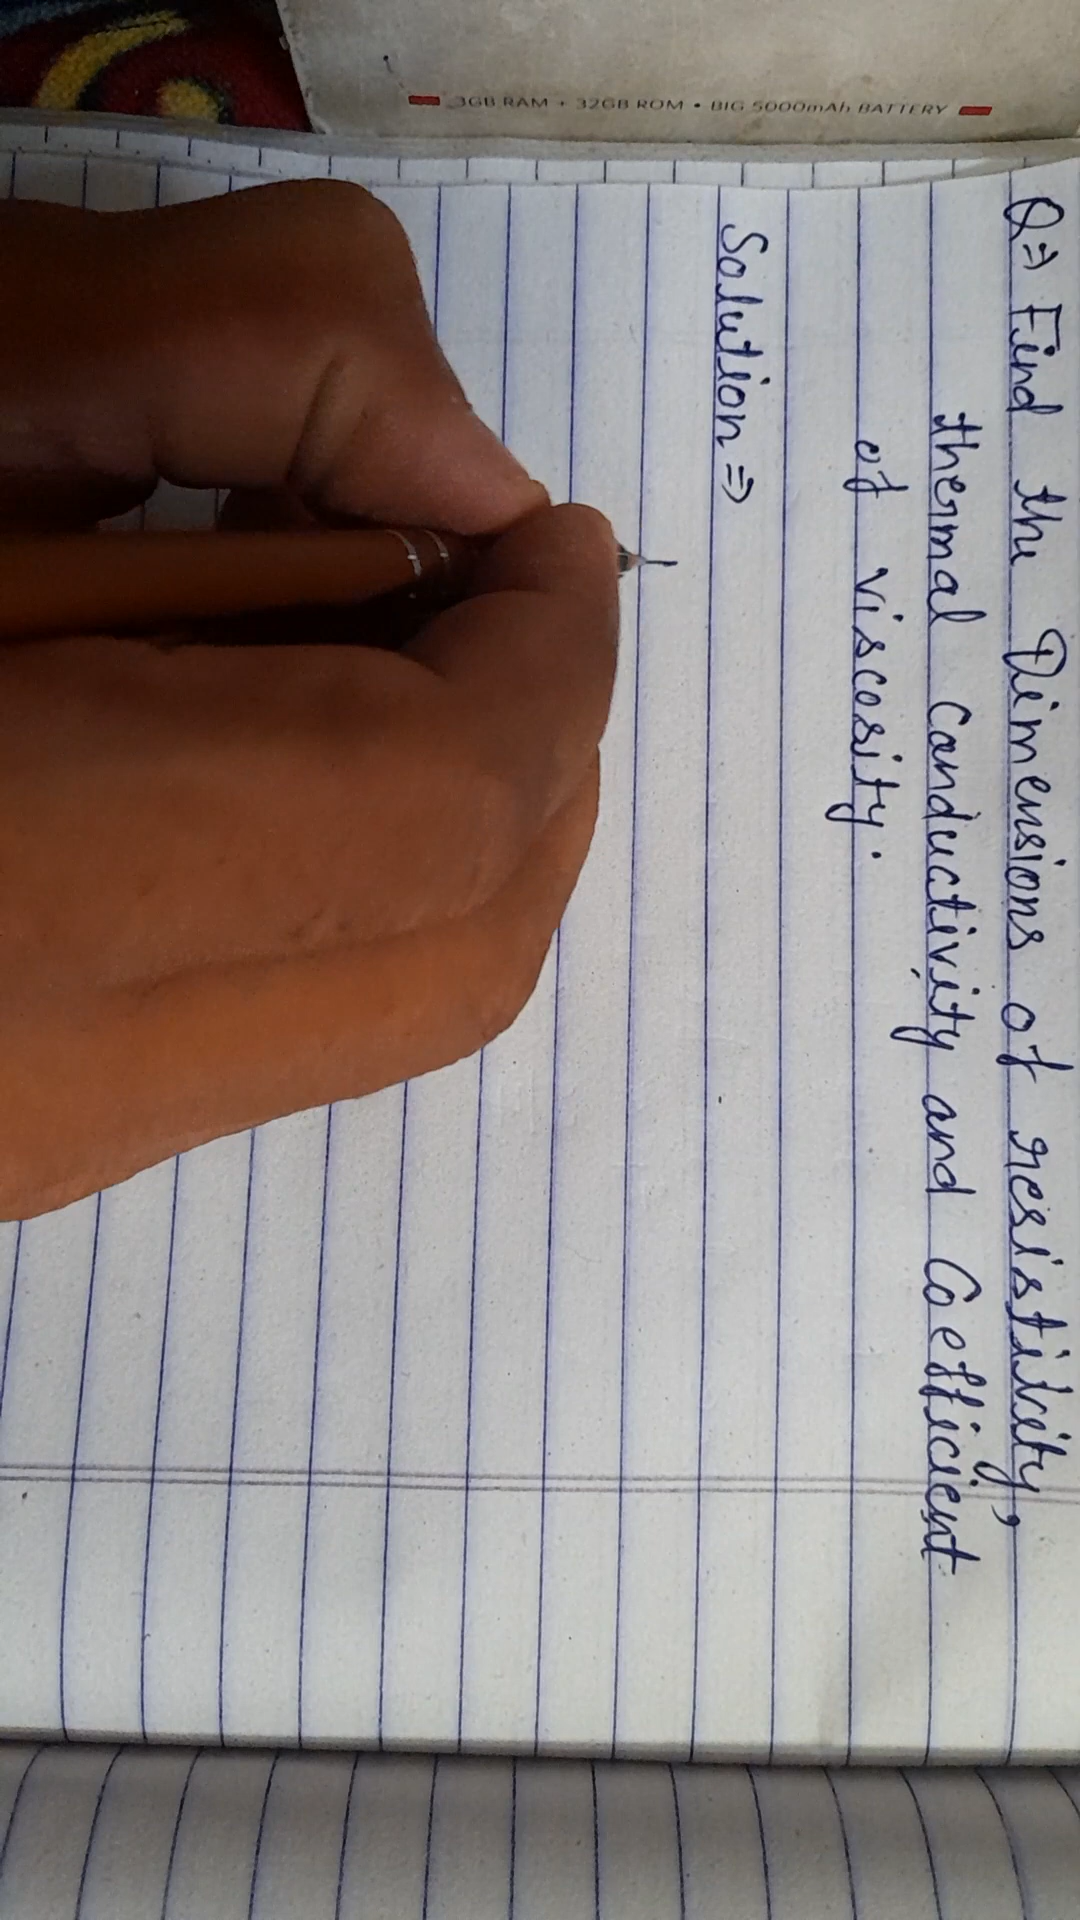 Q⇒ Find the Dimensions of resistivity,
thermal Conductivity and Coefficient
of viscosity.
Solution ⇒
3GB RAM + 32GB ROM • BIG 5000mAh BATTERY